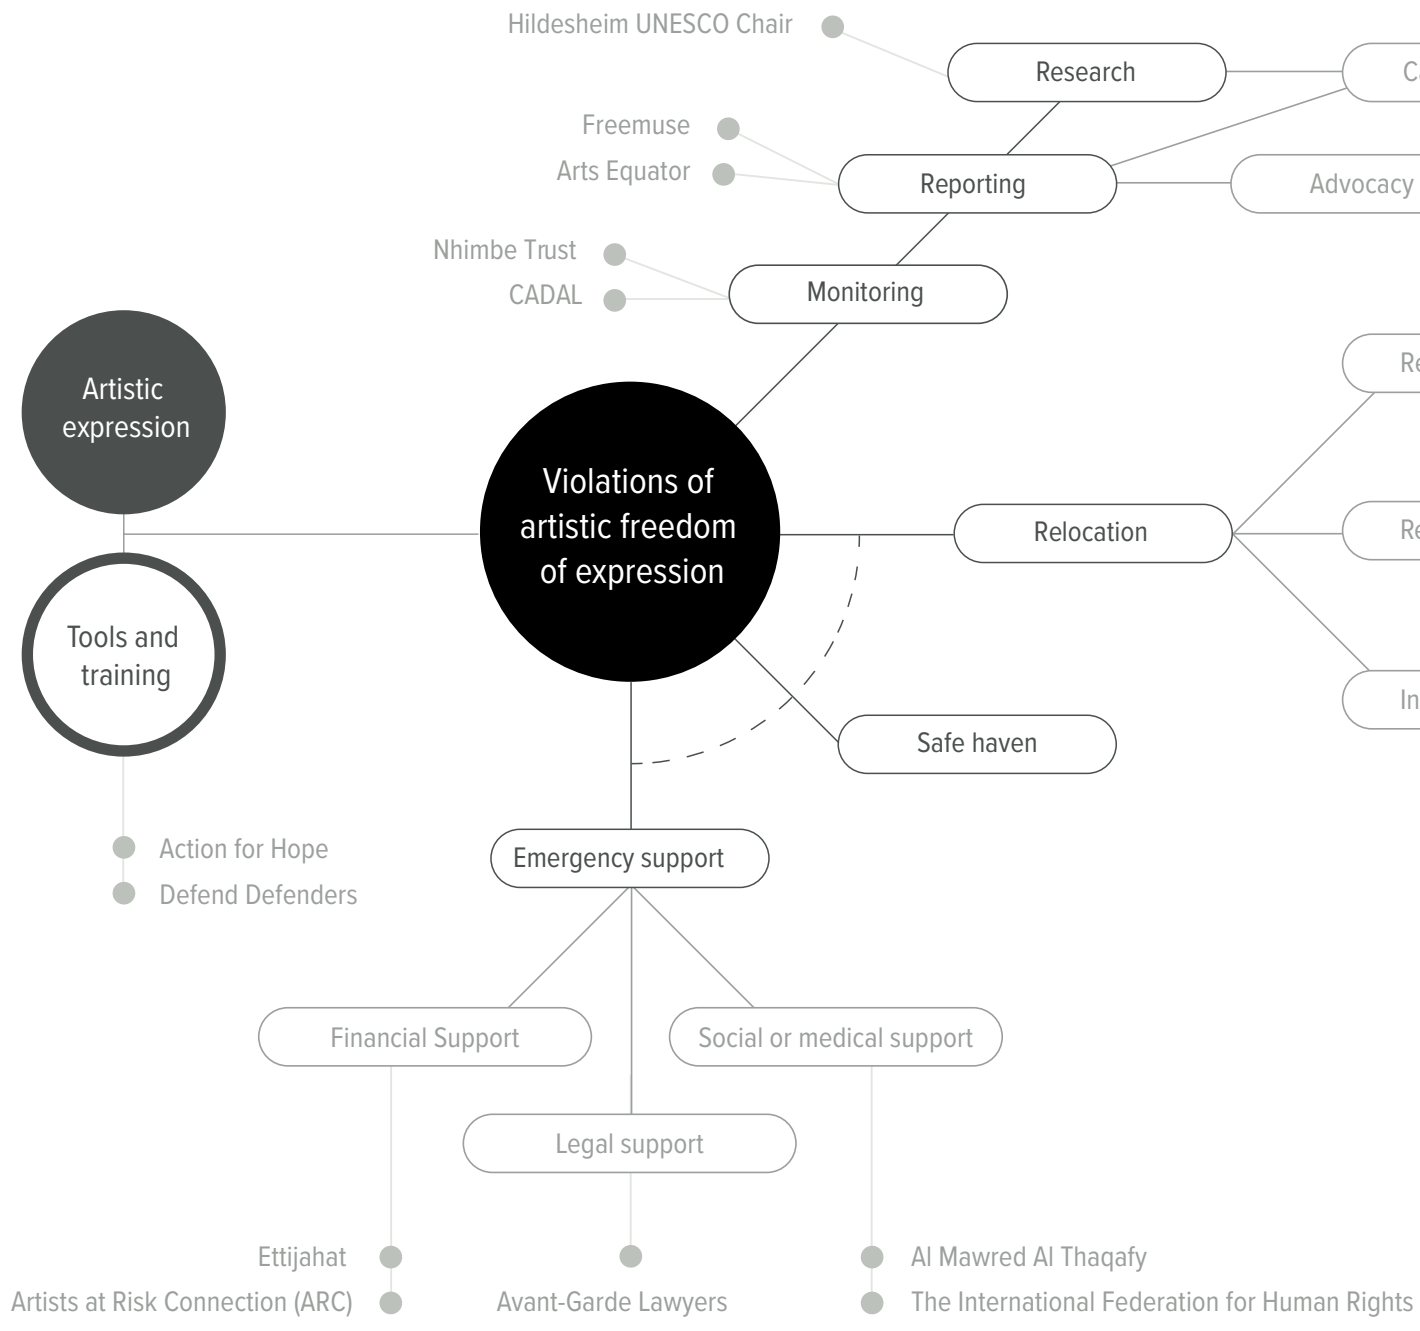 Hildesheim UNESCO Chair
Research
Freemuse
Arts Equator
Reporting
Advocacy
Nhimbe Trust
CADAL
Monitoring
Artistic
expression
Violations of
artistic freedom
of expression
Relocation
Tools and
training
Safe haven
Action for Hope
Defend Defenders
Emergency support
Financial Support
Social or medical support
Legal support
Ettijahat
Artists at Risk Connection (ARC)
Avant-Garde Lawyers
Al Mawred Al Thaqafy
The International Federation for Human Rights